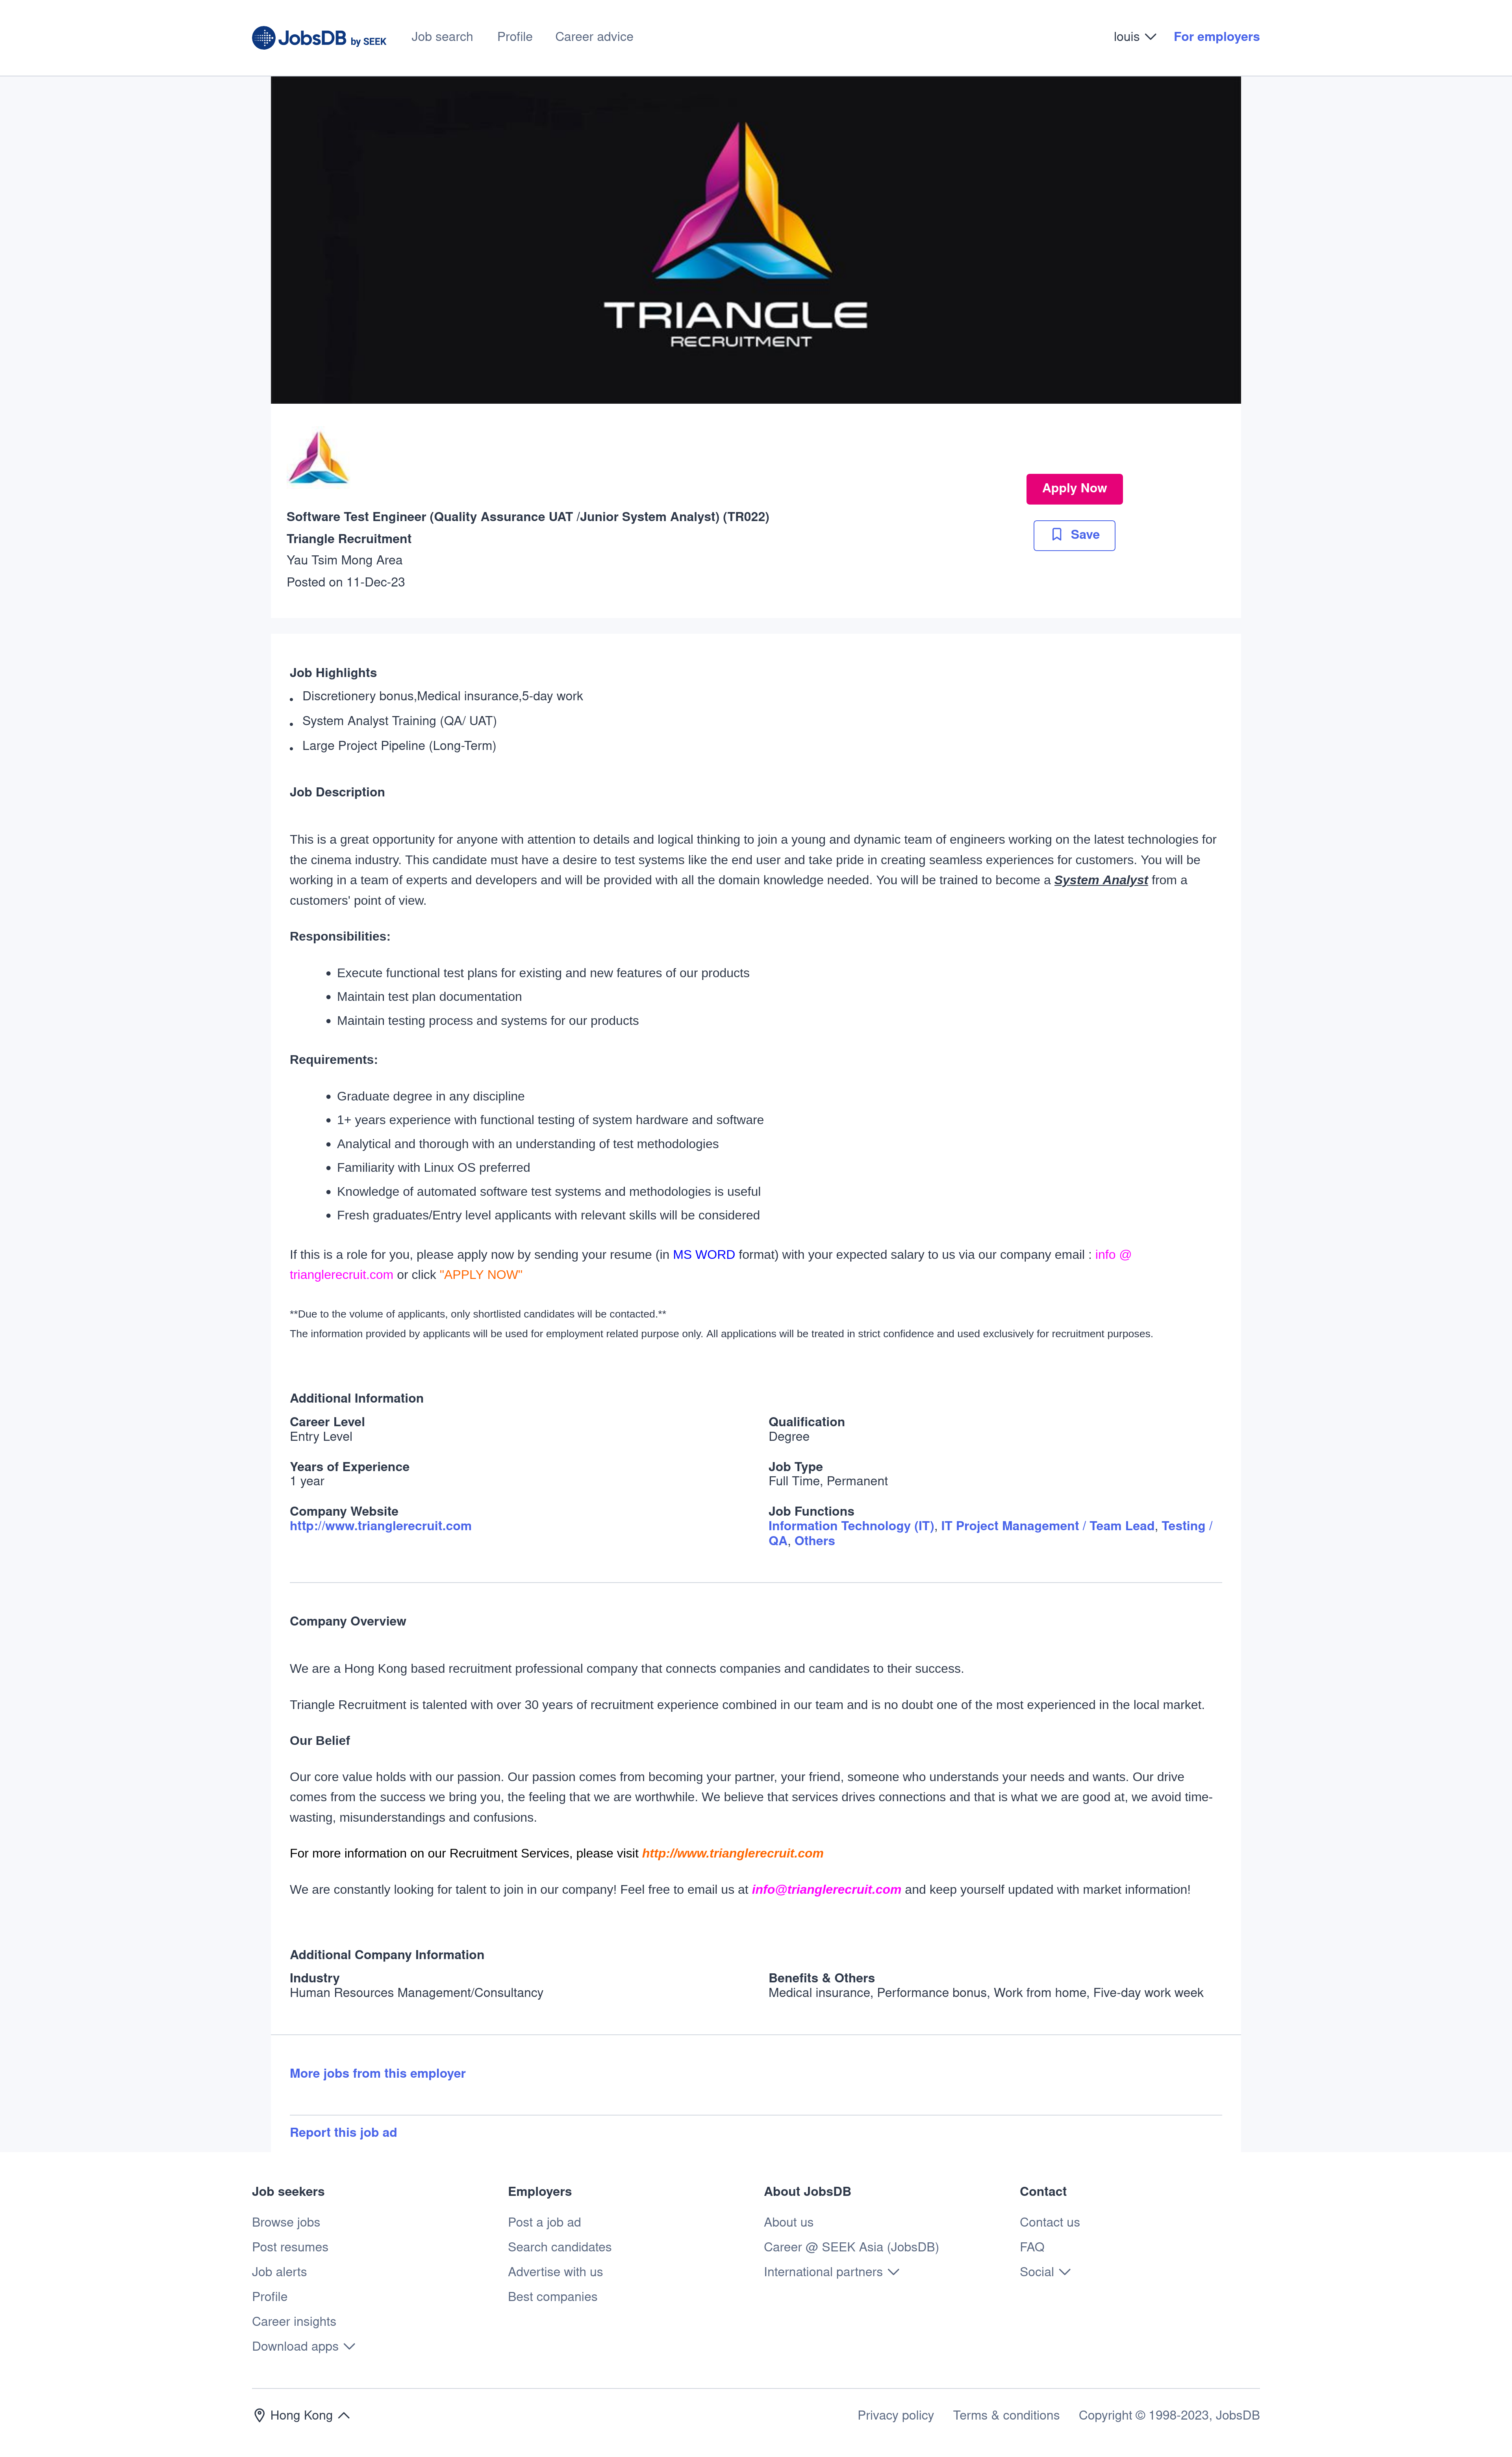 JobsDB by SEEK Job search Profile Career advice louis For employers
TRIANGLE
RECRUITMENT
Apply Now
Software Test Engineer (Quality Assurance UAT /Junior System Analyst) (TR022)
Save
Triangle Recruitment
Yau Tsim Mong Area
Posted on 11-Dec-23
Job Highlights
Discretionery bonus,Medical insurance,5-day work
System Analyst Training (QA/ UAT)
Large Project Pipeline (Long-Term)
Job Description
This is a great opportunity for anyone with attention to details and logical thinking to join a young and dynamic team of engineers working on the latest technologies for
the cinema industry. This candidate must have a desire to test systems like the end user and take pride in creating seamless experiences for customers. You will be
working in a team of experts and developers and will be provided with all the domain knowledge needed. You will be trained to become a System Analyst from a
customers' point of view.
Responsibilities:
• Execute functional test plans for existing and new features of our products
• Maintain test plan documentation
• Maintain testing process and systems for our products
Requirements:
• Graduate degree in any discipline
• 1+ years experience with functional testing of system hardware and software
• Analytical and thorough with an understanding of test methodologies
• Familiarity with Linux OS preferred
• Knowledge of automated software test systems and methodologies is useful
• Fresh graduates/Entry level applicants with relevant skills will be considered
If this is a role for you, please apply now by sending your resume (in MS WORD format) with your expected salary to us via our company email : info @
trianglerecruit.com or click "APPLY NOW"
**Due to the volume of applicants, only shortlisted candidates will be contacted.**
The information provided by applicants will be used for employment related purpose only. All applications will be treated in strict confidence and used exclusively for recruitment purposes.
Additional Information
Career Level
Entry Level
Qualification
Degree
Years of Experience
1 year
Job Type
Full Time, Permanent
Company Website
http://www.trianglerecruit.com
Job Functions
Information Technology (IT), IT Project Management / Team Lead, Testing /
QA, Others
Company Overview
We are a Hong Kong based recruitment professional company that connects companies and candidates to their success.
Triangle Recruitment is talented with over 30 years of recruitment experience combined in our team and is no doubt one of the most experienced in the local market.
Our Belief
Our core value holds with our passion. Our passion comes from becoming your partner, your friend, someone who understands your needs and wants. Our drive
comes from the success we bring you, the feeling that we are worthwhile. We believe that services drives connections and that is what we are good at, we avoid time-
wasting, misunderstandings and confusions.
For more information on our Recruitment Services, please visit http://www.trianglerecruit.com
We are constantly looking for talent to join in our company! Feel free to email us at info@trianglerecruit.com and keep yourself updated with market information!
Additional Company Information
Industry
Human Resources Management/Consultancy
Benefits & Others
Medical insurance, Performance bonus, Work from home, Five-day work week
More jobs from this employer
Report this job ad
Job seekers
Browse jobs
Post resumes
Job alerts
Profile
Career insights
Download apps
Employers
Post a job ad
Search candidates
Advertise with us
Best companies
About JobsDB
About us
Career @ SEEK Asia (JobsDB)
International partners
Contact
Contact us
FAQ
Social
Hong Kong
Privacy policy Terms & conditions Copyright © 1998-2023, JobsDB